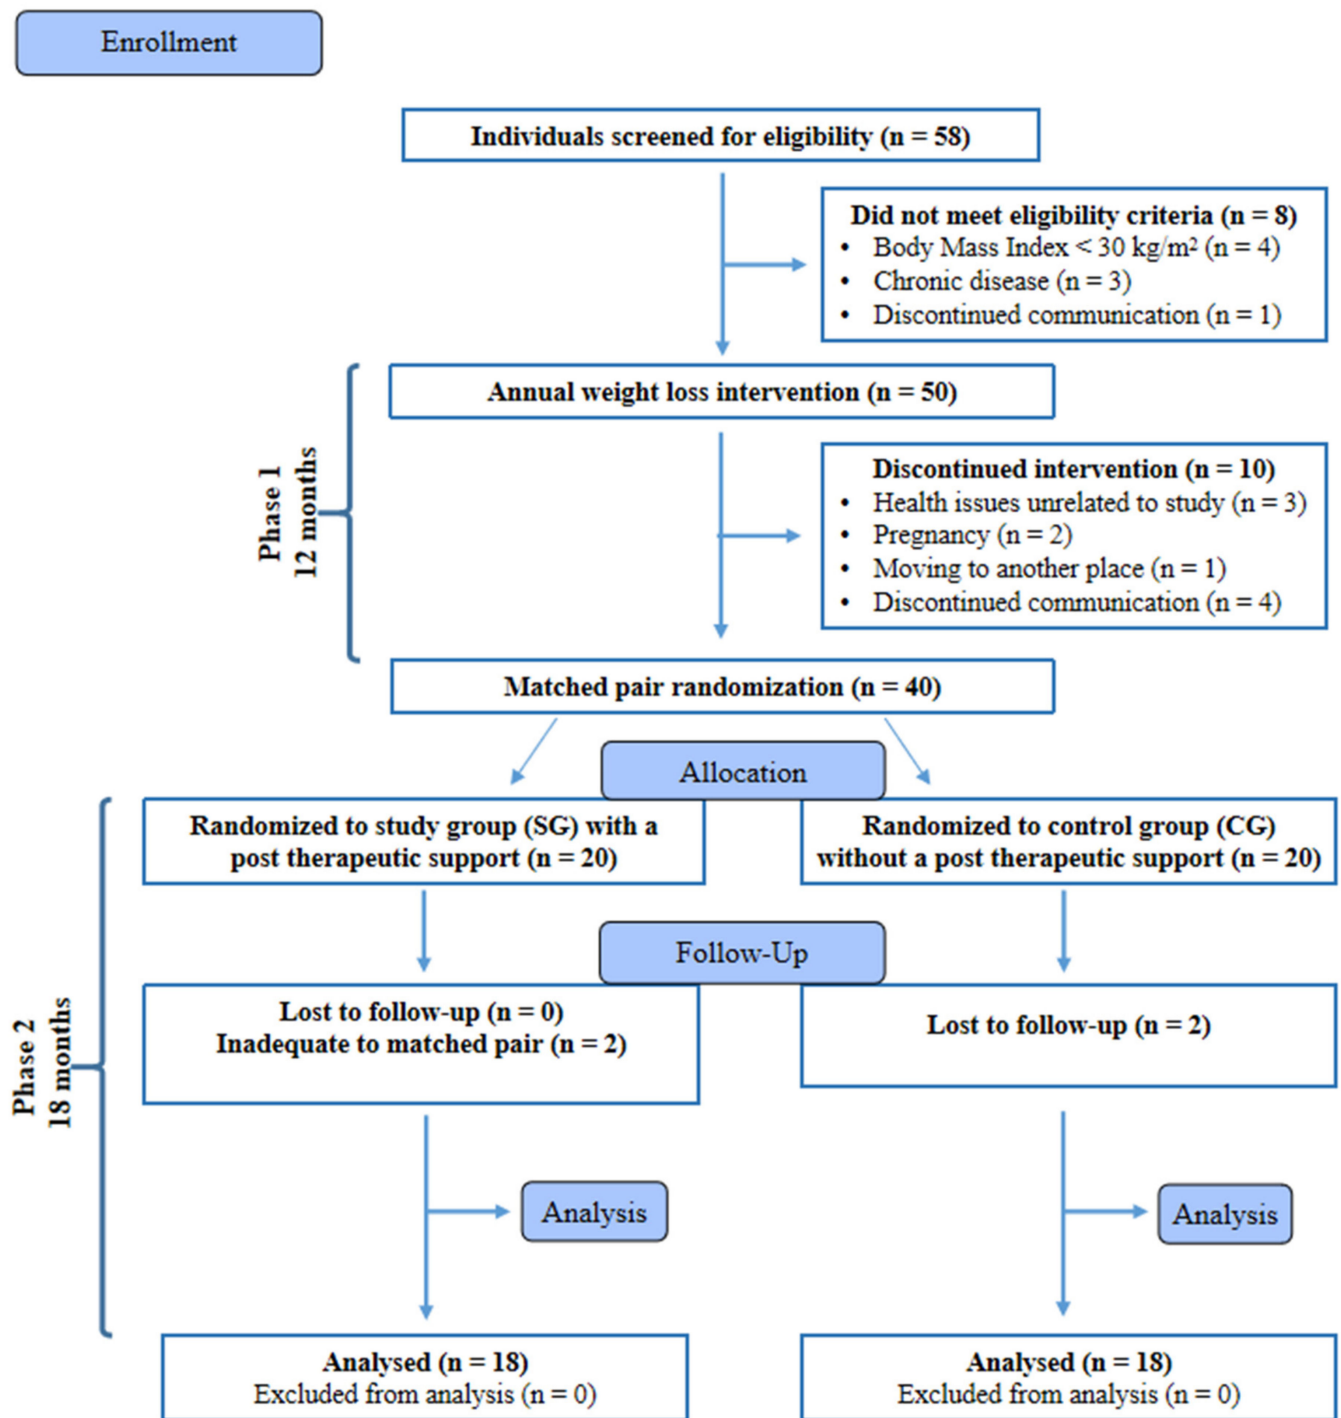 Enrollment
Individuals screened for eligibility (n = 58)
Did not meet eligibility criteria (n = 8)
• Body Mass Index < 30 kg/m² (n = 4)
• Chronic disease (n = 3)
• Discontinued communication (n = 1)
Phase 1
12 months
Annual weight loss intervention (n = 50)
Discontinued intervention (n = 10)
• Health issues unrelated to study (n = 3)
• Pregnancy (n = 2)
• Moving to another place (n = 1)
• Discontinued communication (n = 4)
Matched pair randomization (n = 40)
Allocation
Phase 2
18 months
Randomized to study group (SG) with a
post therapeutic support (n = 20)
Randomized to control group (CG)
without a post therapeutic support (n = 20)
Follow-Up
Lost to follow-up (n = 0)
Inadequate to matched pair (n = 2)
Lost to follow-up (n = 2)
Analysis
Analysis
Analysed (n = 18)
Excluded from analysis (n = 0)
Analysed (n = 18)
Excluded from analysis (n = 0)